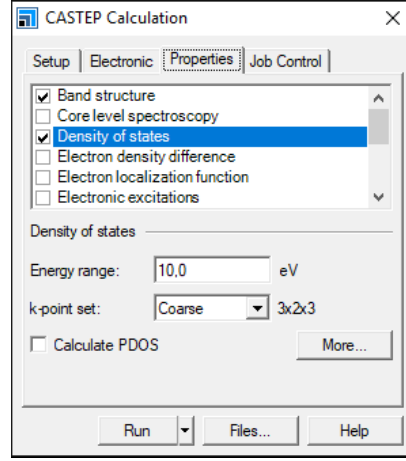 CASTEP Calculation
Setup Electronic Properties Job Control
Band structure
Core level spectroscopy
Density of states
Electron density difference
Electron localization function
Electronic excitations
Density of states
Energy range: 10,0 eV
k-point set: Coarse 3x2x3
Calculate PDOS More...
Run Files... Help